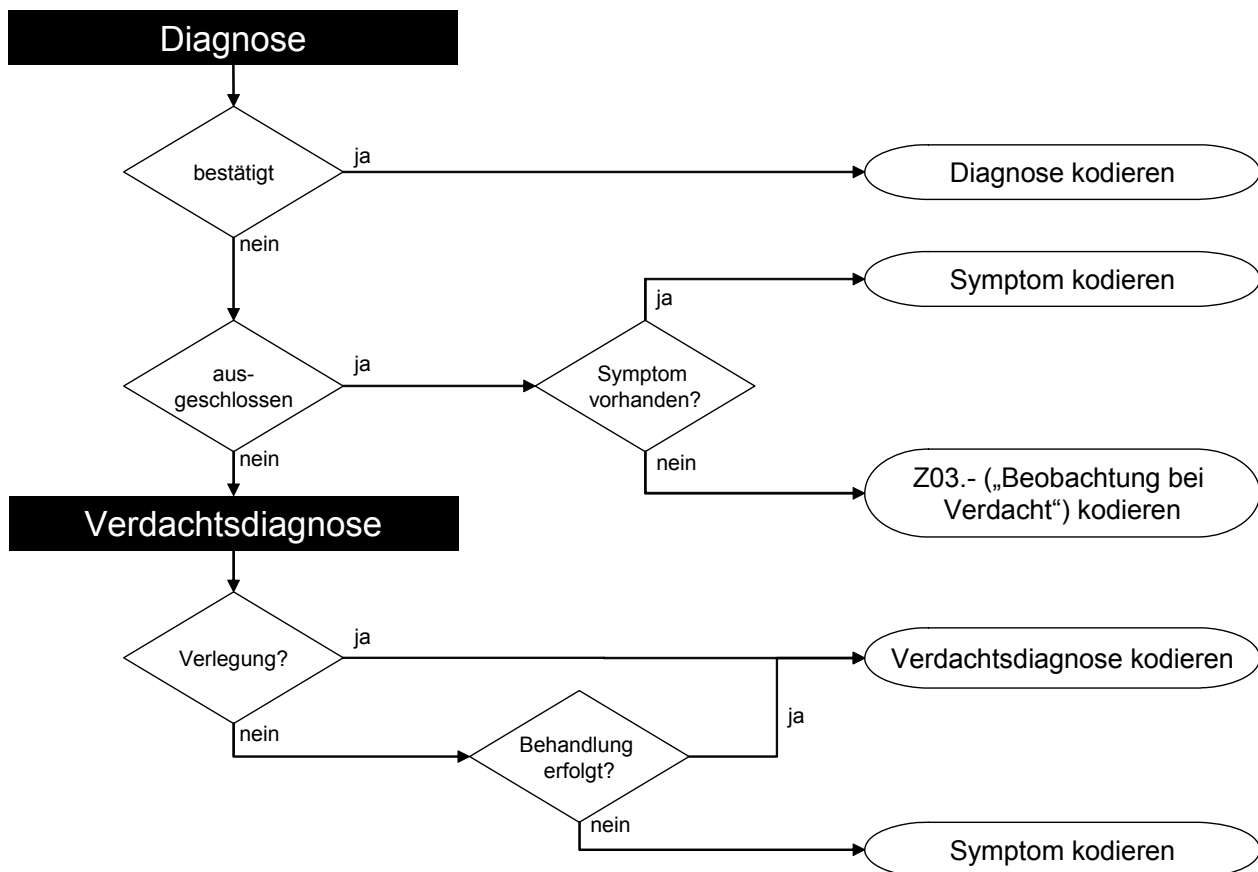 Diagnose
bestätigt
ja
Diagnose kodieren
nein
Symptom kodieren
ja
aus-
geschlossen
ja
Symptom
vorhanden?
nein
nein
Z03.- („Beobachtung bei
Verdacht“) kodieren
Verdachtsdiagnose
Verlegung?
ja
Verdachtsdiagnose kodieren
nein
ja
Behandlung
erfolgt?
nein
Symptom kodieren